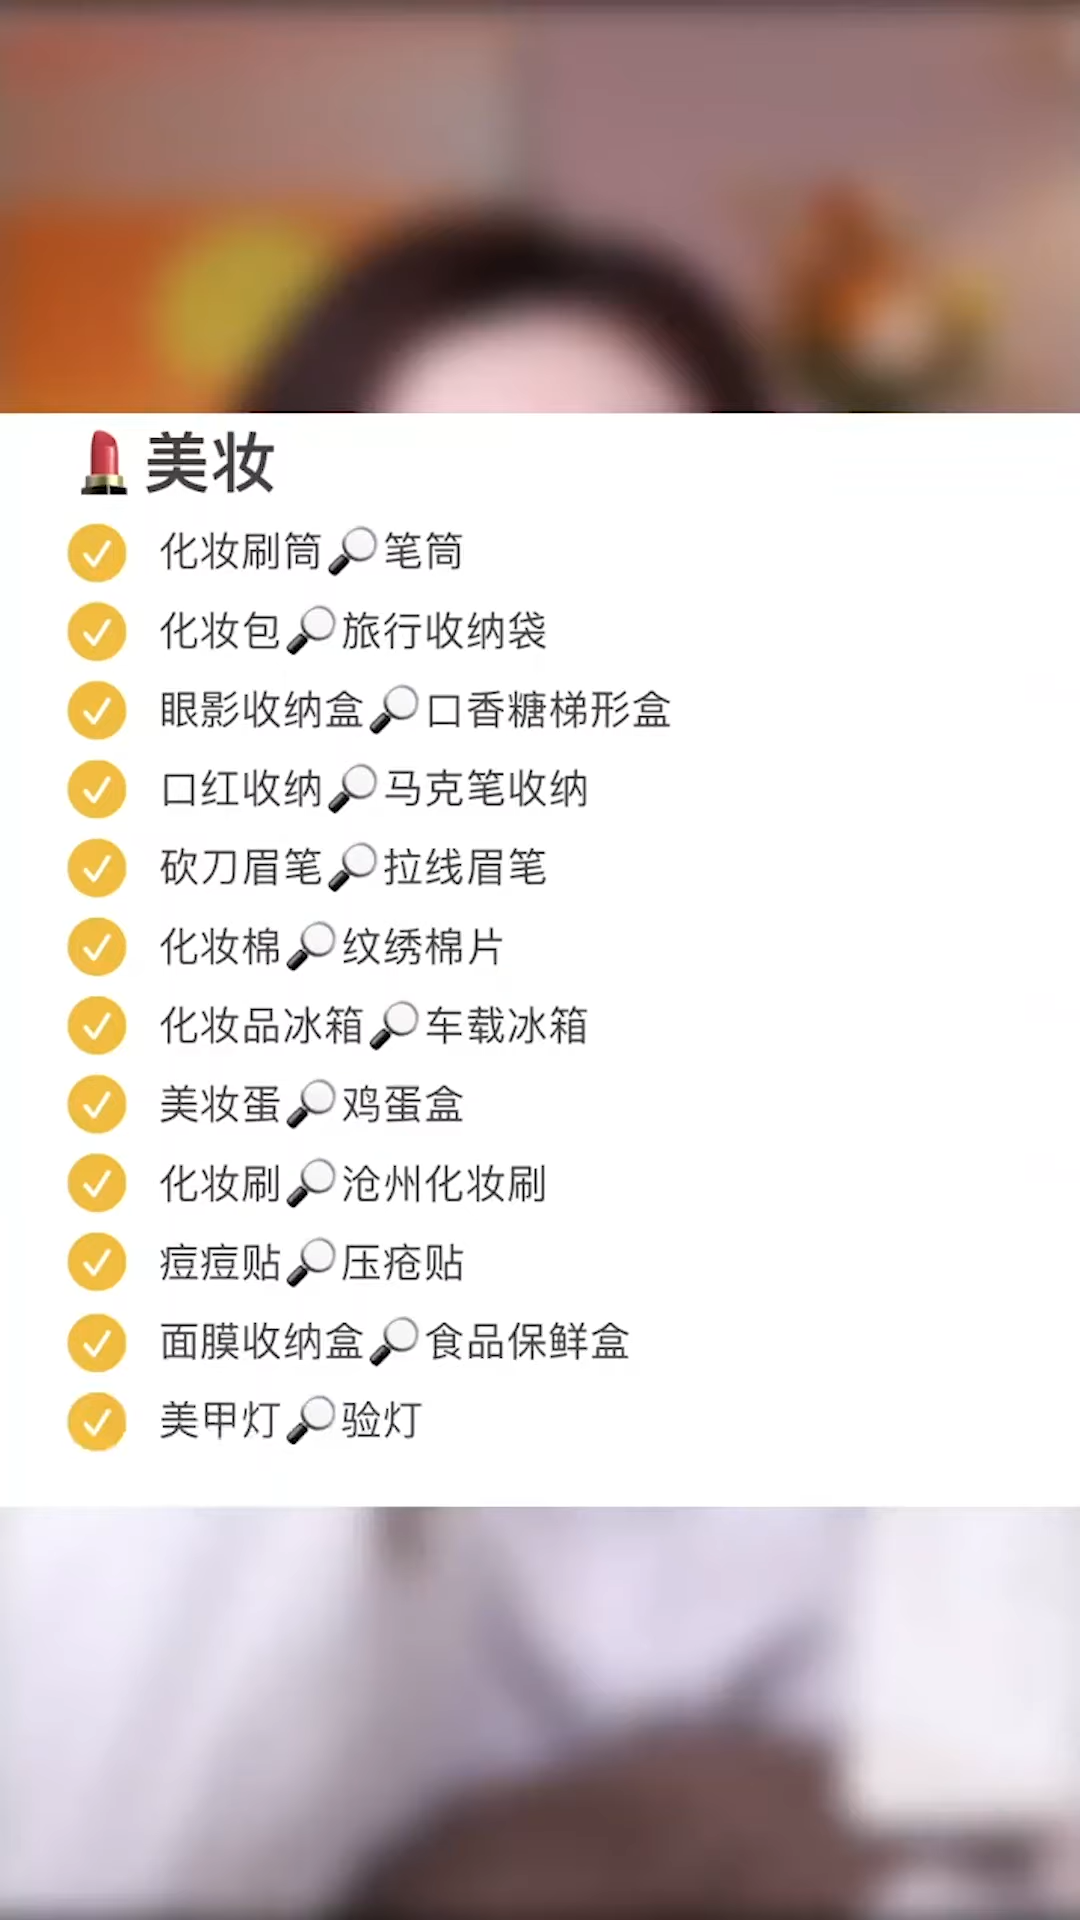 💄美妆
化妆刷筒🔎笔筒
化妆包🔎旅行收纳袋
眼影收纳盒🔎口香糖梯形盒
口红收纳🔎马克笔收纳
砍刀眉笔🔎拉线眉笔
化妆棉🔎纹绣棉片
化妆品冰箱🔎车载冰箱
美妆蛋🔎鸡蛋盒
化妆刷🔎沧州化妆刷
痘痘贴🔎压疮贴
面膜收纳盒🔎食品保鲜盒
美甲灯🔎验灯